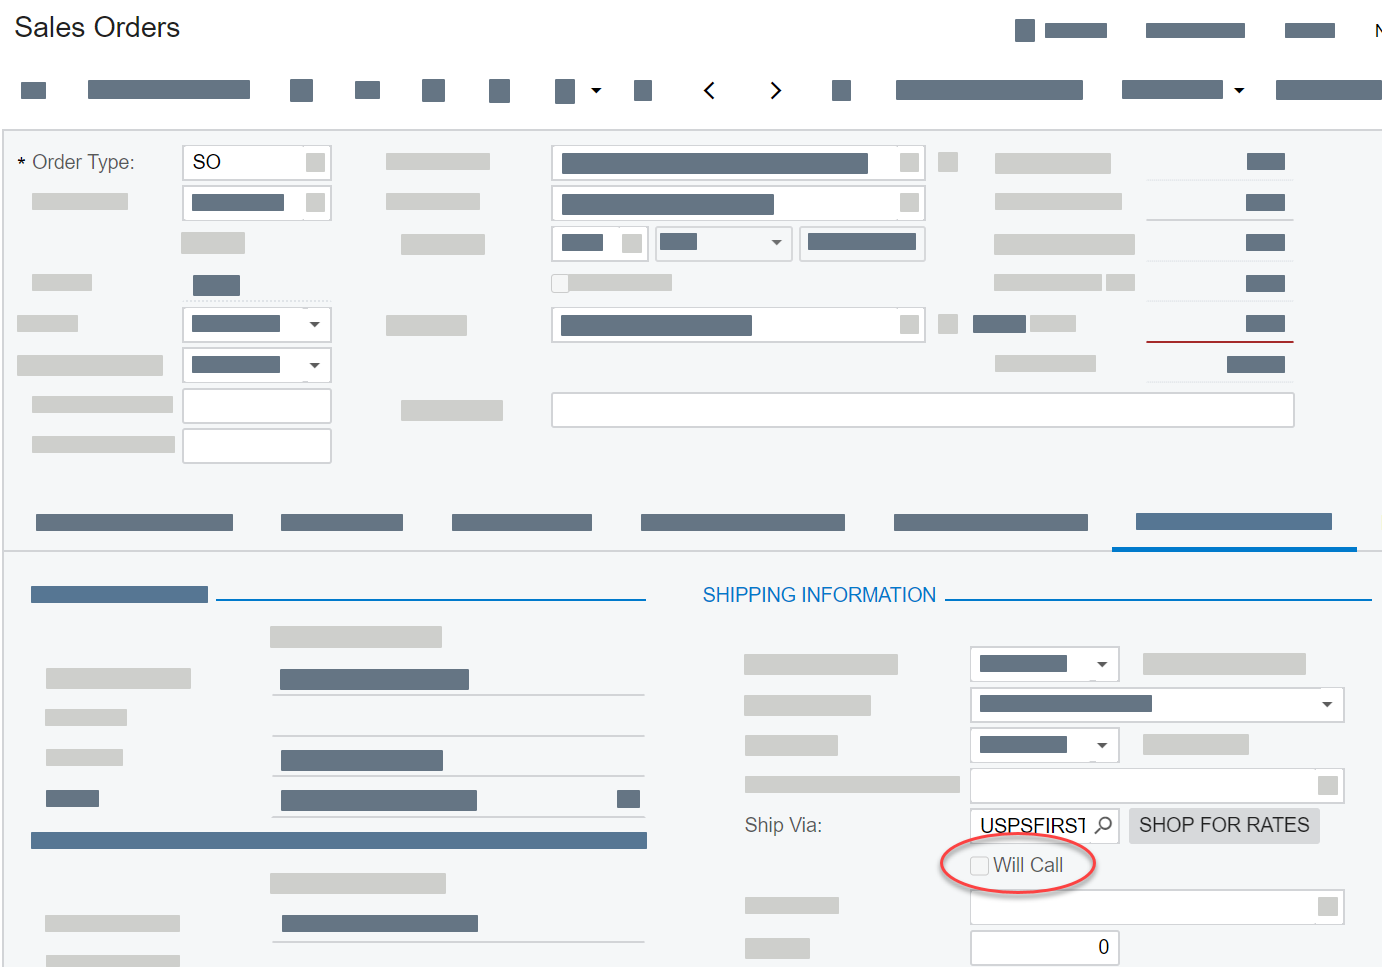 Sales Orders
* Order Type: SO
SHIPPING INFORMATION
Ship Via: USPSFIRST SHOP FOR RATES
Will Call
0